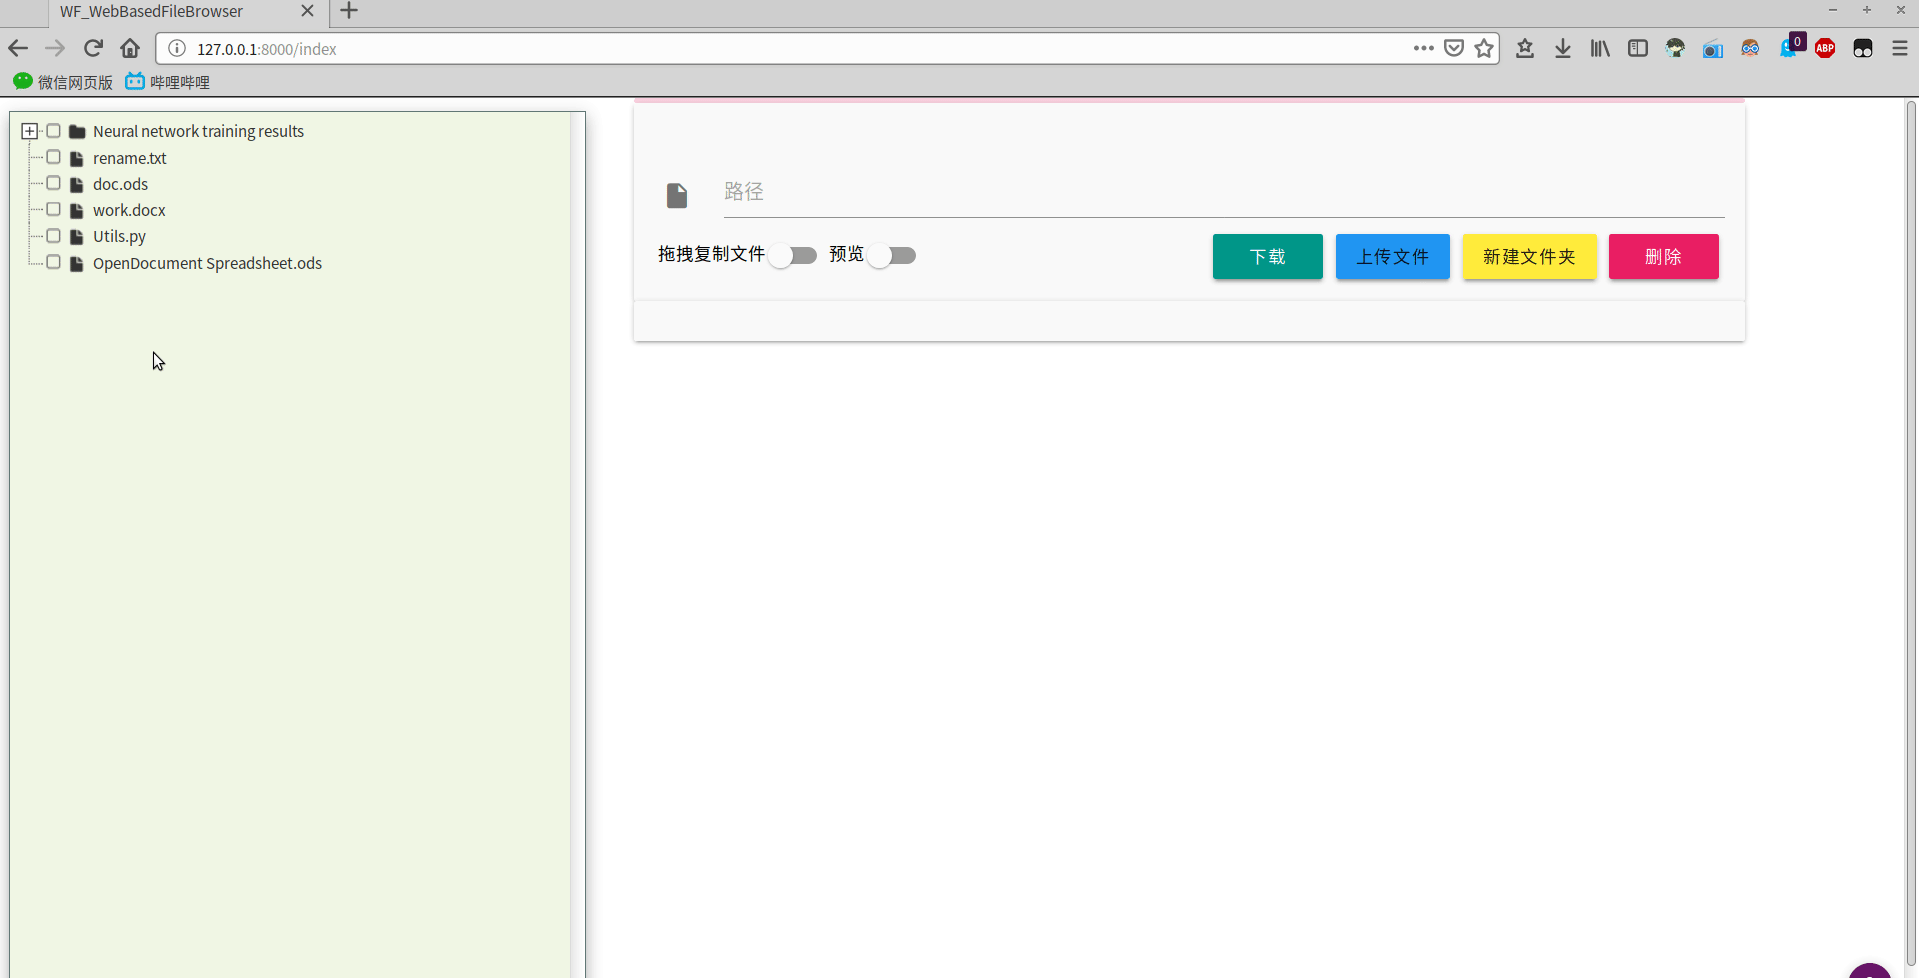 WF_WebBasedFileBrowser
127.0.0.1:8000/index
0
ABP
微信网页版 哔哩哔哩
Neural network training results
rename.txt
doc.ods
work.docx
Utils.py
OpenDocument Spreadsheet.ods
路径
拖拽复制文件 预览 下载 上传文件 新建文件夹 删除